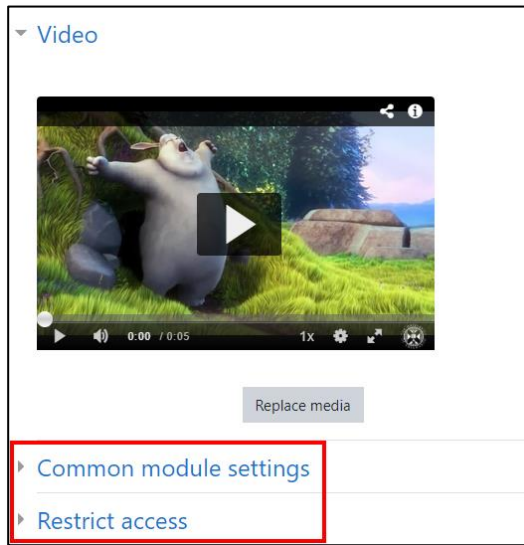 Video
0:00 / 0:05
1x
Replace media
Common module settings
Restrict access